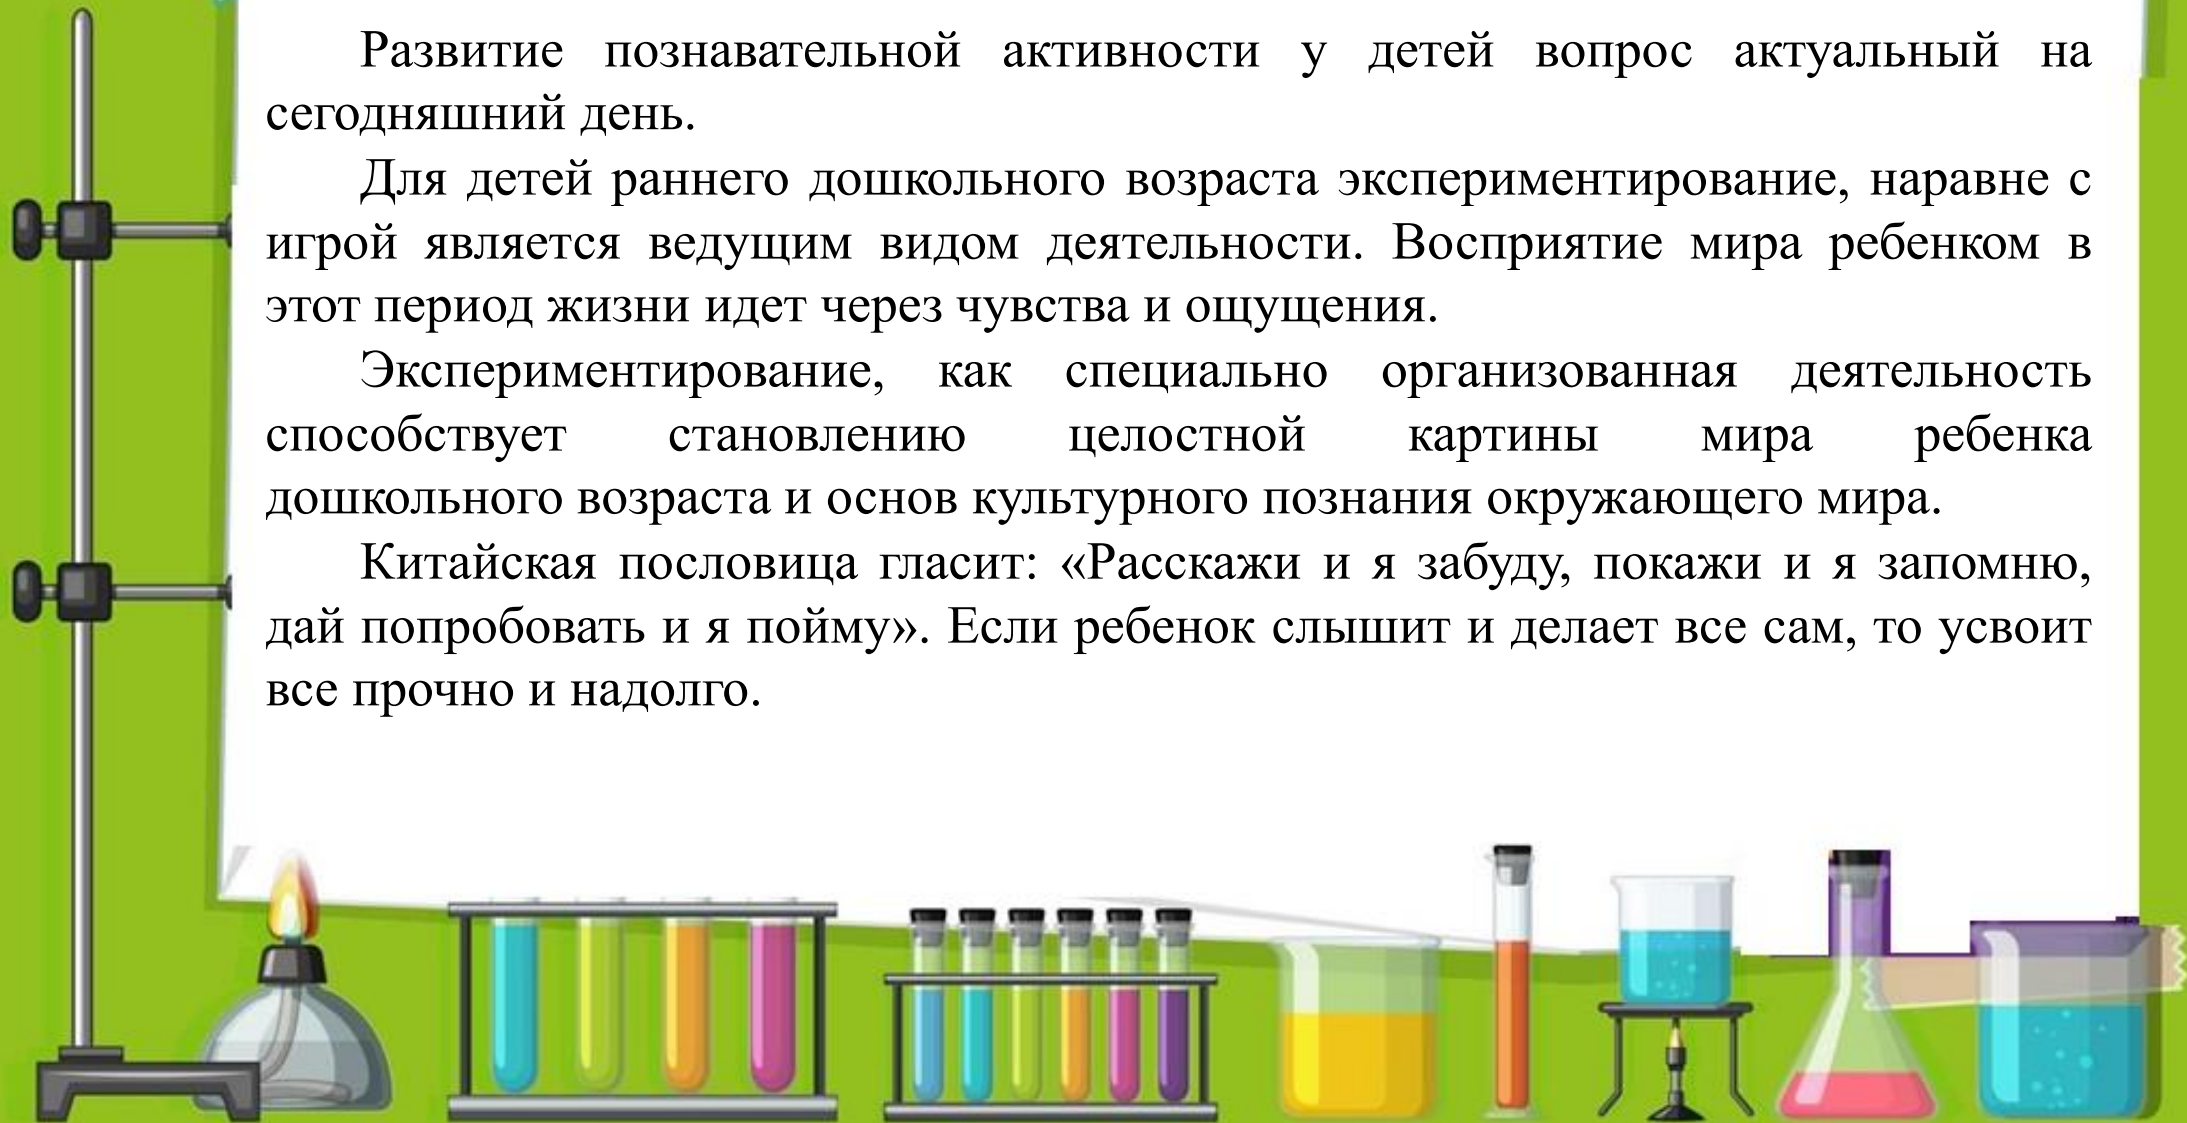 Развитие познавательной активности у детей вопрос актуальный на
сегодняшний день.
Для детей раннего дошкольного возраста экспериментирование, наравне с
игрой является ведущим видом деятельности. Восприятие мира ребенком в
этот период жизни идет через чувства и ощущения.
Экспериментирование, как специально организованная деятельность
способствует становлению целостной картины мира ребенка
дошкольного возраста и основ культурного познания окружающего мира.
Китайская пословица гласит: «Расскажи и я забуду, покажи и я запомню,
дай попробовать и я пойму». Если ребенок слышит и делает все сам, то усвоит
все прочно и надолго.